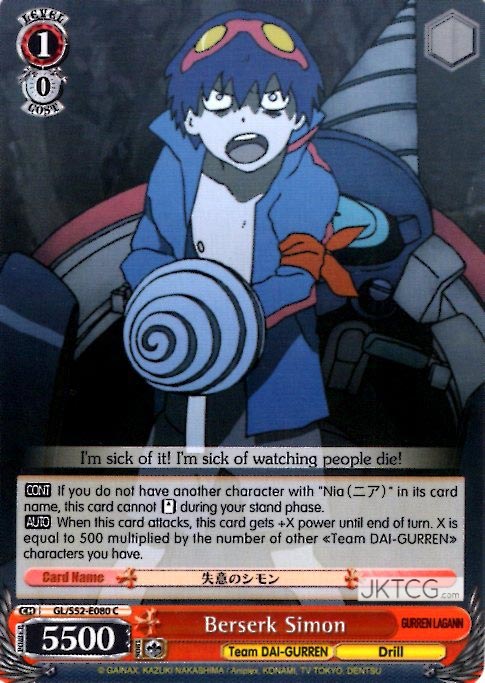 LEVEL
1
0
COST
I'm sick of it! I'm sick of watching people die!
CONT If you do not have another character with "Nia (ニア)" in its card
name, this card cannot during your stand phase.
AUTO When this card attacks, this card gets +X power until end of turn. X is
equal to 500 multiplied by the number of other «Team DAI-GURREN»
characters you have.
Card Name 失意のシモン
JKTCG.com
CH GL/S52-E080 C
POWER 5500 SOUL Berserk Simon GURREN LAGANN
Team DAI-GURREN Drill
© GAINAX, KAZUKI NAKASHIMA / Aniplex, KONAMI, TV TOKYO, DENTSU